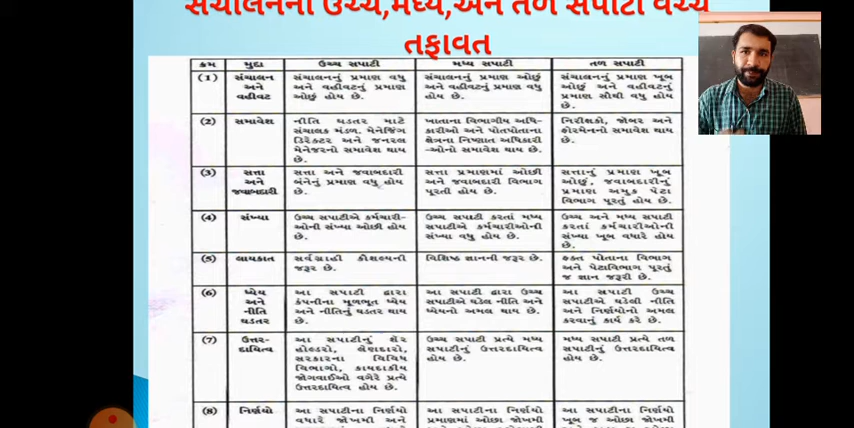 સંચાલનની ઉચ્ચ,મધ્ય,અને તળ સપાટી વચ્ચે
તફાવત
ક્રમ મુદ્દા ઉચ્ચ સપાટી મધ્ય સપાટી તળ સપાટી
(1) સંચાલન અને વહીવટ
સંચાલનનું પ્રમાણ વધુ
અને વહીવટનું પ્રમાણ
ઓછું હોય છે.
સંચાલનનું પ્રમાણ ઓછું
અને વહીવટનું પ્રમાણ વધુ
હોય છે.
સંચાલનનું પ્રમાણ ખૂબ
ઓછું અને વહીવટનું
પ્રમાણ સૌથી વધુ હોય છે.
(2) સમાવેશ
નીતિ ઘડતર માટે
સંચાલક મંડળ, મેનેજિંગ
ડિરેક્ટર અને જનરલ
મેનેજરનો સમાવેશ થાય
છે.
ખાતાના વિભાગીય અધિ-
કારીઓ અને પોતપોતાના
ક્ષેત્રના નિષ્ણાત અધિકારી
-ઓનો સમાવેશ થાય છે.
નિરીક્ષકો, જોબર અને
ફોરમેનનો સમાવેશ થાય
છે.
(3) સત્તા અને જવાબદારી
સત્તા અને જવાબદારી
બંનેનું પ્રમાણ વધુ હોય
છે.
સત્તા પ્રમાણમાં ઓછી
અને જવાબદારી વિભાગ
પૂરતી હોય છે.
સત્તાનું પ્રમાણ ખૂબ
ઓછું, જવાબદારીનું
પ્રમાણ અમુક પેટા
વિભાગ પૂરતું હોય છે.
(4) સંખ્યા
ઉચ્ચ સપાટીએ કર્મચારી-
ઓની સંખ્યા ઓછી હોય
છે.
ઉચ્ચ સપાટી કરતાં મધ્ય
સપાટીએ કર્મચારીઓની
સંખ્યા વધુ હોય છે.
ઉચ્ચ અને મધ્ય સપાટી
કરતાં કર્મચારીઓની
સંખ્યા ખૂબ વધારે હોય
છે.
(5) લાયકાત
સર્વગ્રાહી કૌશલ્યની
જરૂર છે.
વિશિષ્ટ જ્ઞાનની જરૂર છે.
ફક્ત પોતાના વિભાગ
અને પેટાવિભાગ પૂરતું
જ જ્ઞાન જરૂરી છે.
(6) ધ્યેય અને નીતિ ઘડતર
આ સપાટી દ્વારા
કંપનીના મૂળભૂત ધ્યેય
અને નીતિનું ઘડતર થાય
છે.
આ સપાટી દ્વારા ઉચ્ચ
સપાટીએ ઘડેલ નીતિ અને
ધ્યેયનો અમલ થાય છે.
આ સપાટી ઉચ્ચ
સપાટીએ ઘડેલી નીતિ
અને નિર્ણયોનો અમલ
કરવાનું કાર્ય કરે છે.
(7) ઉત્તર-દાયિત્વ
આ સપાટીનું શેર
હોલ્ડરો, લેણદારો,
સરકારના વિવિધ
વિભાગો, કાયદાકીય
જોગવાઈઓ વગેરે પ્રત્યે
ઉત્તરદાયિત્વ હોય છે.
ઉચ્ચ સપાટી પ્રત્યે મધ્ય
સપાટીનું ઉત્તરદાયિત્વ
હોય છે.
મધ્ય સપાટી પ્રત્યે તળ
સપાટીનું ઉત્તરદાયિત્વ
હોય છે.
(8) નિર્ણયો
આ સપાટીના નિર્ણયો
વધારે જોખમી અને
આ સપાટીના નિર્ણયો
પ્રમાણમાં ઓછા જોખમી
આ સપાટીના નિર્ણયો
ખૂબ જ ઓછા જોખમી